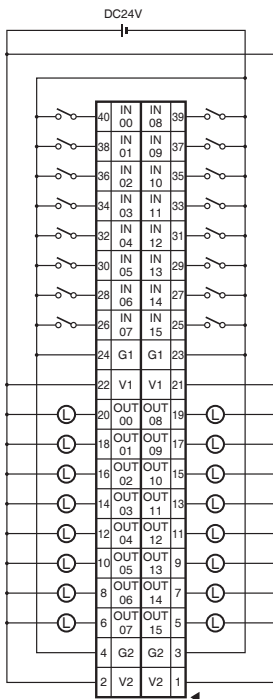 DC24V
40 IN 00 IN 08 39
38 IN 01 IN 09 37
36 IN 02 IN 10 35
34 IN 03 IN 11 33
32 IN 04 IN 12 31
30 IN 05 IN 13 29
28 IN 06 IN 14 27
26 IN 07 IN 15 25
24 G1 G1 23
22 V1 V1 21
L 20 OUT 00 OUT 08 19 L
L 18 OUT 01 OUT 09 17 L
L 16 OUT 02 OUT 10 15 L
L 14 OUT 03 OUT 11 13 L
L 12 OUT 04 OUT 12 11 L
L 10 OUT 05 OUT 13 9 L
L 8 OUT 06 OUT 14 7 L
L 6 OUT 07 OUT 15 5 L
4 G2 G2 3
2 V2 V2 1